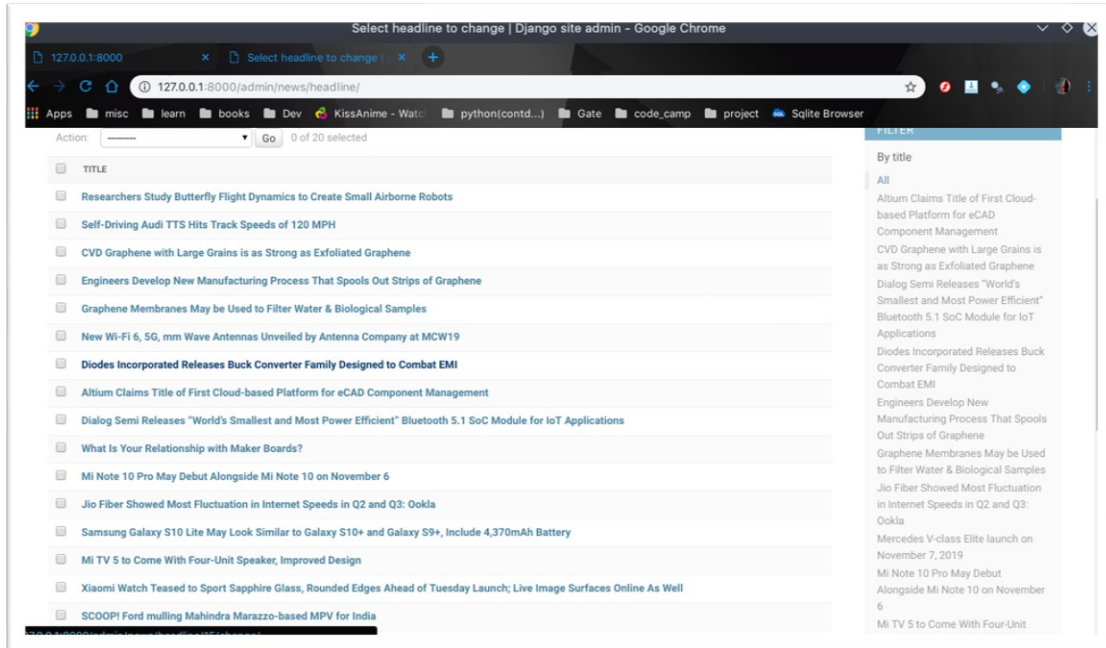 Select headline to change | Django site admin - Google Chrome
127.0.0.1:8000
Select headline to change |
127.0.0.1:8000/admin/news/headline/
Apps misc learn books Dev KissAnime - Watc python(contd...) Gate code_camp project Sqlite Browser
Action: --------- Go 0 of 20 selected
TITLE
Researchers Study Butterfly Flight Dynamics to Create Small Airborne Robots
Self-Driving Audi TTS Hits Track Speeds of 120 MPH
CVD Graphene with Large Grains is as Strong as Exfoliated Graphene
Engineers Develop New Manufacturing Process That Spools Out Strips of Graphene
Graphene Membranes May be Used to Filter Water & Biological Samples
New Wi-Fi 6, 5G, mm Wave Antennas Unveiled by Antenna Company at MCW19
Diodes Incorporated Releases Buck Converter Family Designed to Combat EMI
Altium Claims Title of First Cloud-based Platform for eCAD Component Management
Dialog Semi Releases “World’s Smallest and Most Power Efficient” Bluetooth 5.1 SoC Module for IoT Applications
What Is Your Relationship with Maker Boards?
Mi Note 10 Pro May Debut Alongside Mi Note 10 on November 6
Jio Fiber Showed Most Fluctuation in Internet Speeds in Q2 and Q3: Ookla
Samsung Galaxy S10 Lite May Look Similar to Galaxy S10+ and Galaxy S9+, Include 4,370mAh Battery
Mi TV 5 to Come With Four-Unit Speaker, Improved Design
Xiaomi Watch Teased to Sport Sapphire Glass, Rounded Edges Ahead of Tuesday Launch; Live Image Surfaces Online As Well
SCOOP! Ford mulling Mahindra Marazzo-based MPV for India
FILTER
By title
All
Altium Claims Title of First Cloud-
based Platform for eCAD
Component Management
CVD Graphene with Large Grains is
as Strong as Exfoliated Graphene
Dialog Semi Releases “World’s
Smallest and Most Power Efficient”
Bluetooth 5.1 SoC Module for IoT
Applications
Diodes Incorporated Releases Buck
Converter Family Designed to
Combat EMI
Engineers Develop New
Manufacturing Process That Spools
Out Strips of Graphene
Graphene Membranes May be Used
to Filter Water & Biological Samples
Jio Fiber Showed Most Fluctuation
in Internet Speeds in Q2 and Q3:
Ookla
Mercedes V-class Elite launch on
November 7, 2019
Mi Note 10 Pro May Debut
Alongside Mi Note 10 on November
6
Mi TV 5 to Come With Four-Unit